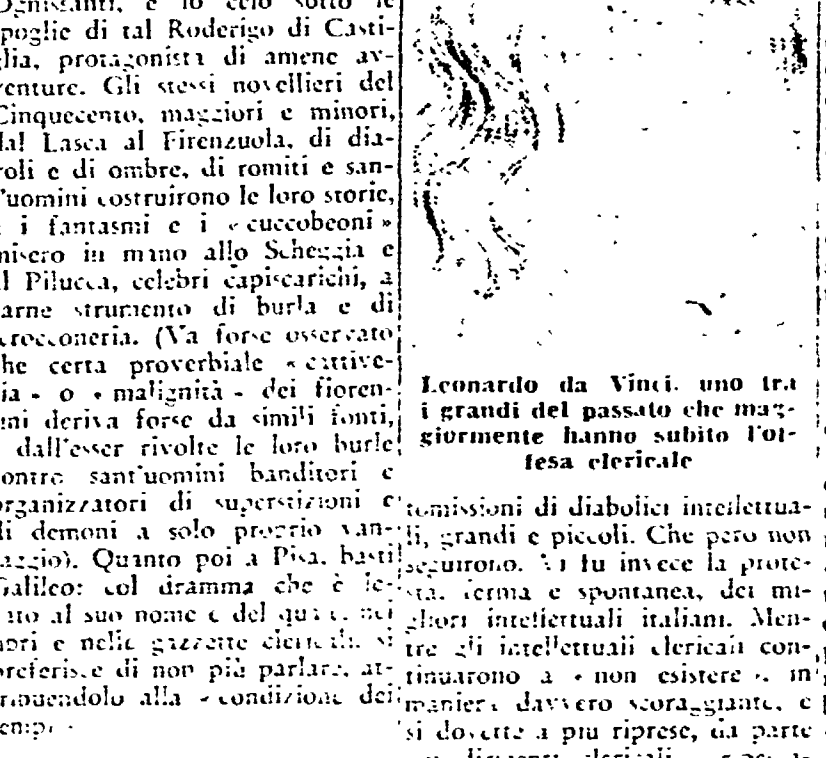 Ognissanti, e lo celò sotto le
spoglie di tal Roderigo di Casti-
glia, protagonista di amene av-
venture. Gli stessi novellieri del
Cinquecento, maggiori e minori,
dal Lasca al Firenzuola, di dia-
voli e di ombre, di romiti e san-
t'uomini costruirono le loro storie,
i fantasmi e i «cuccobeoni»
misero in mano allo Scheggia e
al Pilucca, celebri capiscarichi, a
farne strumento di burla e di
scrocconeria. (Va forse osservato
che certa proverbiale «cattive-
ria» o «malignità» dei fioren-
tini deriva forse da simili fonti,
dall'esser rivolte le loro burle
contro sant'uomini banditori e
organizzatori di superstizioni e
di demoni a solo proprio van-
taggio). Quanto poi a Pisa, basti
Galileo: col dramma che è le-
gato al suo nome e del quale nei
libri e nelle gazzette clericali si
preferisce di non più parlare, at-
tribuendolo alla «condizione dei
tempi»
Leonardo da Vinci, uno tra
i grandi del passato che mag-
giormente hanno subito l'of-
fesa clericale
tomissioni di diabolici intellettua-
li, grandi e piccoli. Che però non
seguirono. Vi fu invece la prote-
sta, ferma e spontanea, dei mi-
gliori intellettuali italiani. Men-
tre gli intellettuali clericali con-
tinuarono a «non esistere», in
maniera davvero scoraggiante, e
si dovette a più riprese, da parte
clericali